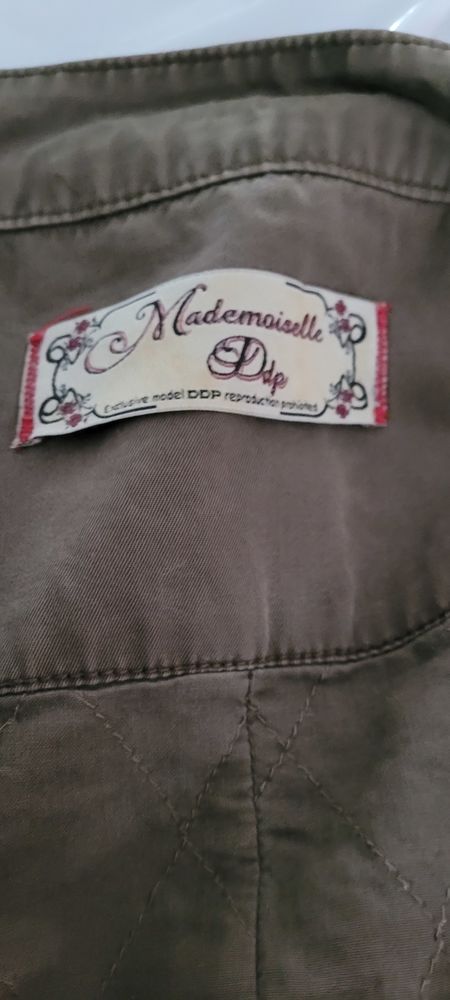 Mademoiselle
Ddp
Exclusive model DDP reproduction prohibited